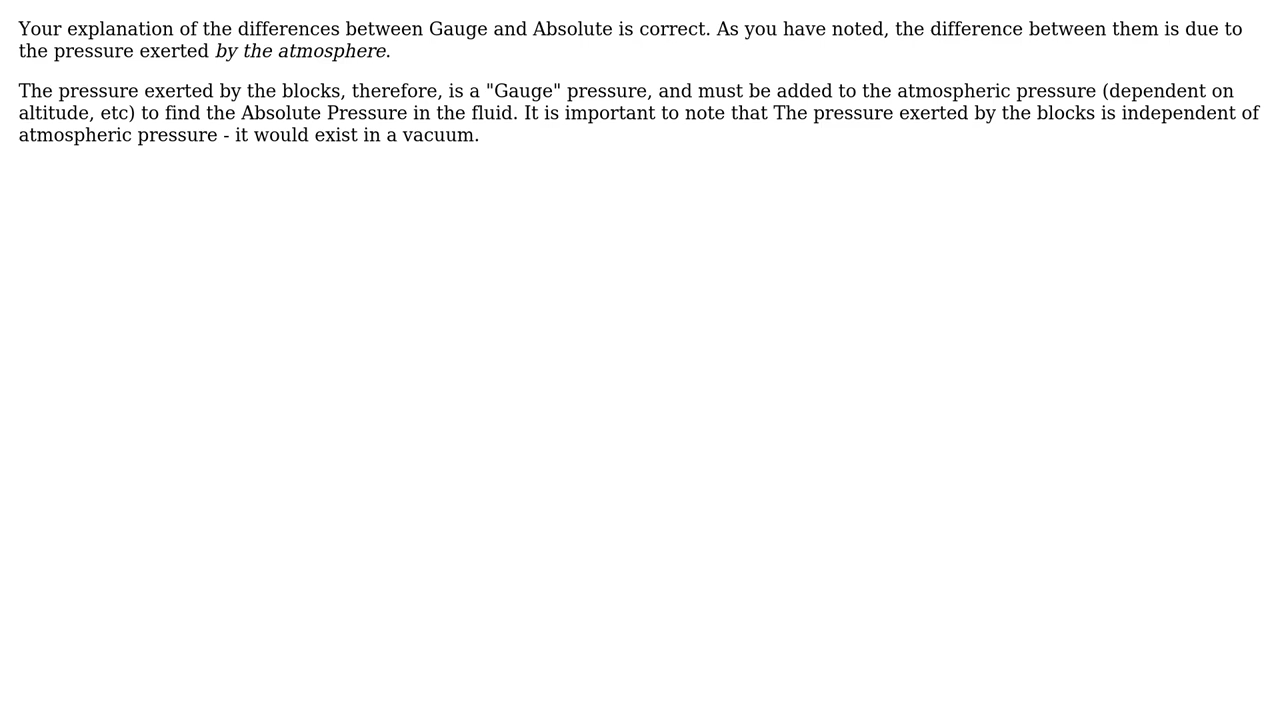 Your explanation of the differences between Gauge and Absolute is correct. As you have noted, the difference between them is due to
the pressure exerted by the atmosphere.
The pressure exerted by the blocks, therefore, is a "Gauge" pressure, and must be added to the atmospheric pressure (dependent on
altitude, etc) to find the Absolute Pressure in the fluid. It is important to note that The pressure exerted by the blocks is independent of
atmospheric pressure - it would exist in a vacuum.